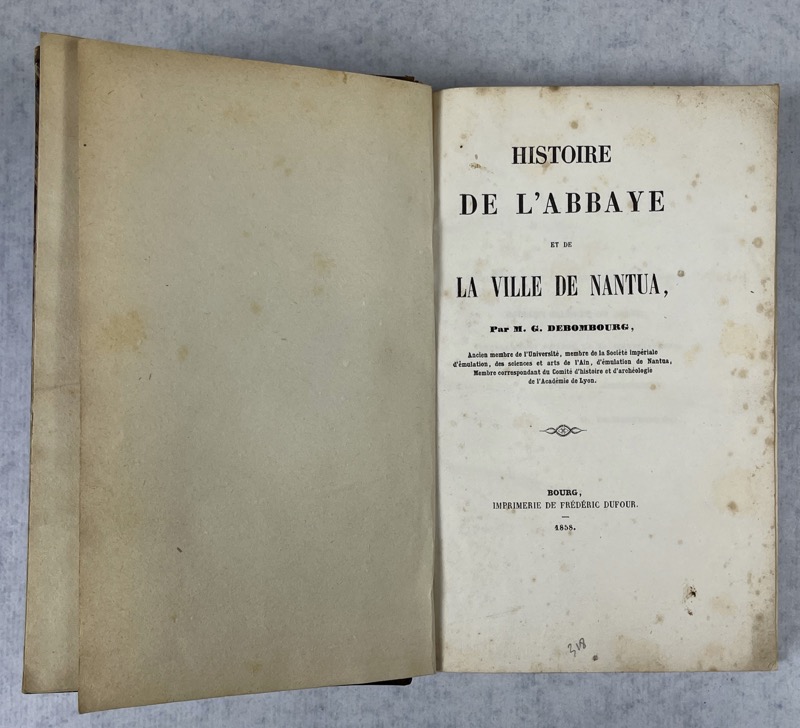 HISTOIRE
DE L'ABBAYE
ET DE
LA VILLE DE NANTUA,
Par M. G. DEBOMBOURG,
Ancien membre de l'Université, membre de la Société impériale
d'émulation, des sciences et arts de l'Ain, d'émulation de Nantua,
Membre correspondant du Comité d'histoire et d'archéologie
de l'Académie de Lyon.
BOURG,
IMPRIMERIE DE FRÉDÉRIC DUFOUR.
1858.